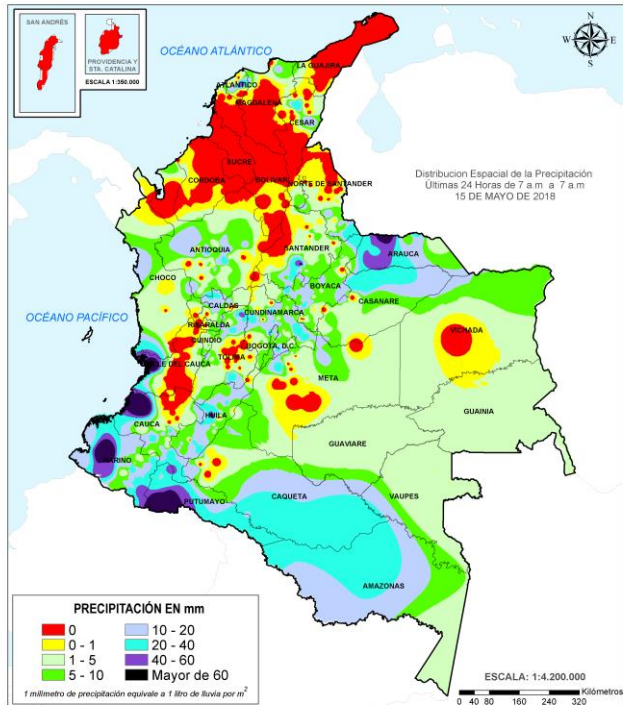 SAN ANDRÉS
PROVIDENCIA Y
STA. CATALINA
ESCALA 1:350.000
OCÉANO ATLÁNTICO
N
W
E
S
LA GUAJIRA
ATLANTICO
MAGDALENA
CESAR
SUCRE
CORDOBA
BOLIVAR
NORTE DE SANTANDER
Distribucion Espacial de la Precipitación
Últimas 24 Horas de 7 a.m a 7 a.m
15 DE MAYO DE 2018
ANTIOQUIA
SANTANDER
ARAUCA
CHOCO
BOYACA
CASANARE
CALDAS
CUNDINAMARCA
OCÉANO PACÍFICO
RISARALDA
VICHADA
QUINDIO
BOGOTA, D.C.
TOLIMA
VALLE DEL CAUCA
META
GUAINIA
HUILA
CAUCA
GUAVIARE
NARIÑO
CAQUETA
VAUPES
PUTUMAYO
AMAZONAS
PRECIPITACIÓN EN mm
0
10 - 20
0 - 1
20 - 40
1 - 5
40 - 60
5 - 10
Mayor de 60
1 milimetro de precipitación equivale a 1 litro de lluvia por m2
ESCALA: 1:4.200.000
Kilómetros
0 40 80 160 240 320